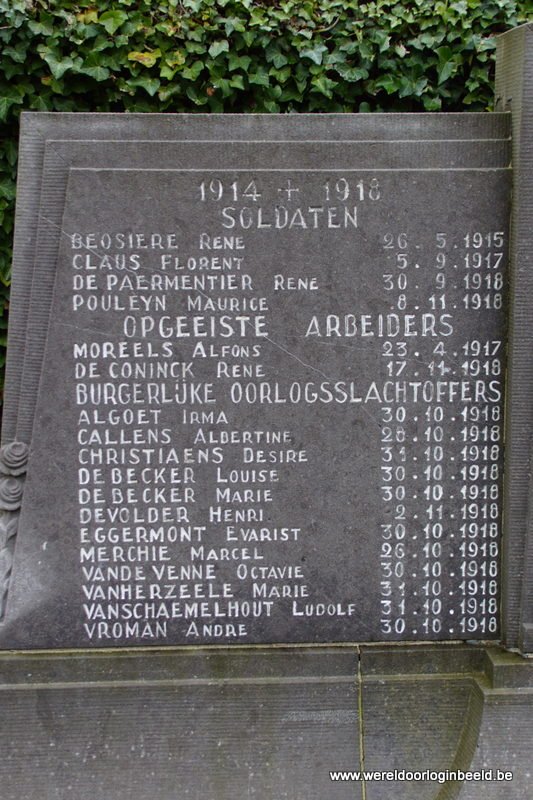 1914 + 1918
SOLDATEN
BEOSIERE RENE 26.5.1915
CLAUS FLORENT 5.9.1917
DE PAERMENTIER RENE 30.9.1918
POULEYN MAURICE 8.11.1918
OPGEEISTE ARBEIDERS
MOREELS ALFONS 23.4.1917
DE CONINCK RENE 17.11.1918
BURGERLIJKE OORLOGSSLACHTOFFERS
ALGOET IRMA 30.10.1918
CALLENS ALBERTINE 28.10.1918
CHRISTIAENS DESIRE 31.10.1918
DE BECKER LOUISE 30.10.1918
DE BECKER MARIE 30.10.1918
DEVOLDER HENRI 2.11.1918
EGGERMONT EVARIST 30.10.1918
MERCHIE MARCEL 26.10.1918
VANDE VENNE OCTAVIE 30.10.1918
VANHERZEELE MARIE 31.10.1918
VANSCHAEMELHOUT LUDOLF 31.10.1918
VROMAN ANDRE 30.10.1918
www.wereldoorloginbeeld.be